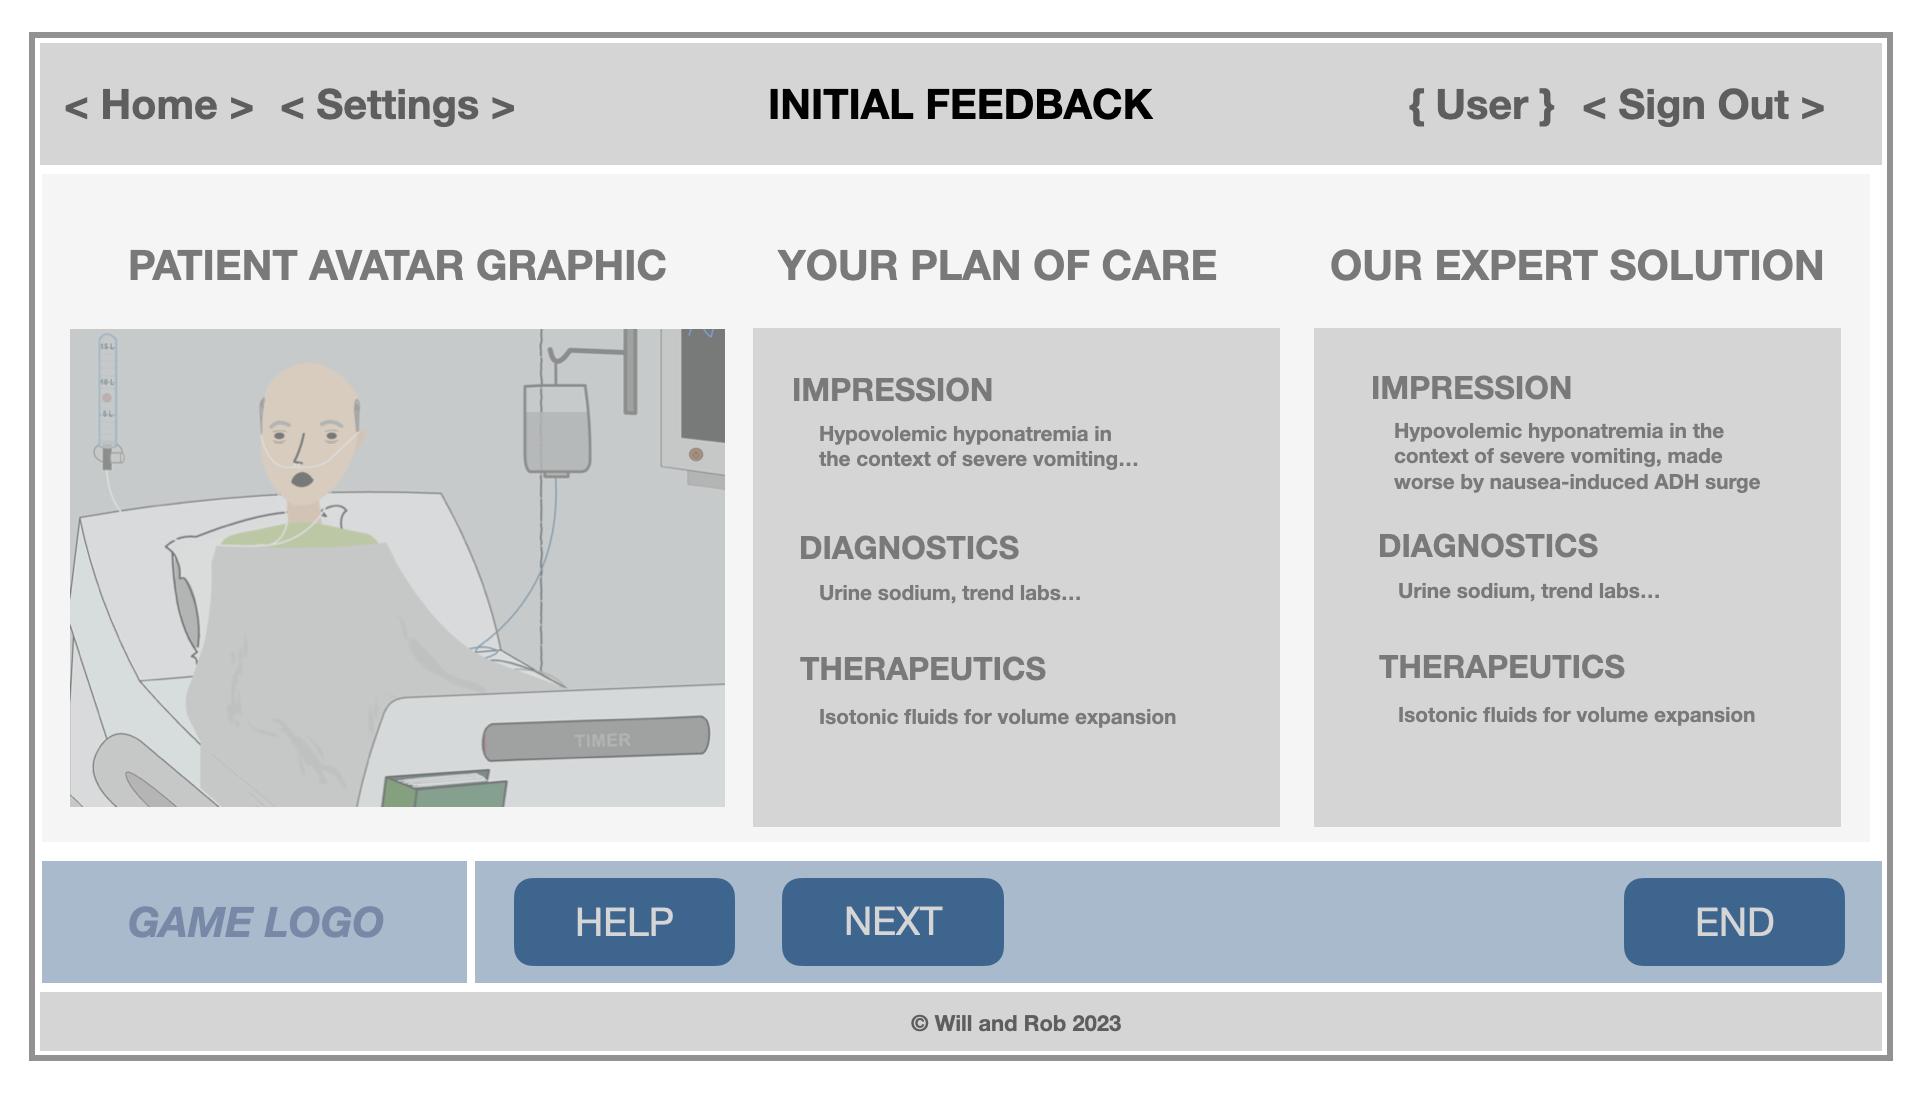 < Home > < Settings > INITIAL FEEDBACK { User } < Sign Out >
PATIENT AVATAR GRAPHIC
15 L
10 L
5 L
TIMER
YOUR PLAN OF CARE
IMPRESSION
Hypovolemic hyponatremia in
the context of severe vomiting…
DIAGNOSTICS
Urine sodium, trend labs…
THERAPEUTICS
Isotonic fluids for volume expansion
OUR EXPERT SOLUTION
IMPRESSION
Hypovolemic hyponatremia in the
context of severe vomiting, made
worse by nausea-induced ADH surge
DIAGNOSTICS
Urine sodium, trend labs…
THERAPEUTICS
Isotonic fluids for volume expansion
GAME LOGO
HELP
NEXT
END
© Will and Rob 2023